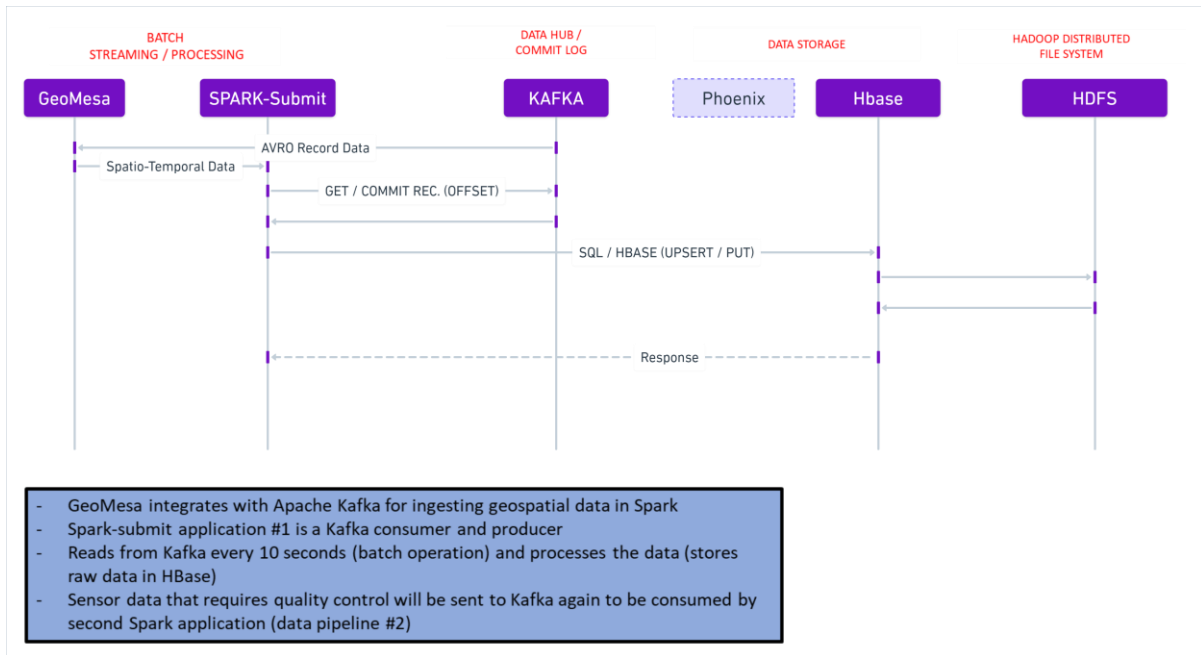 BATCH
STREAMING / PROCESSING
DATA HUB /
COMMIT LOG
DATA STORAGE
HADOOP DISTRIBUTED
FILE SYSTEM
GeoMesa
SPARK-Submit
KAFKA
Phoenix
Hbase
HDFS
AVRO Record Data
Spatio-Temporal Data
GET / COMMIT REC. (OFFSET)
SQL / HBASE (UPSERT / PUT)
Response
- GeoMesa integrates with Apache Kafka for ingesting geospatial data in Spark
- Spark-submit application #1 is a Kafka consumer and producer
- Reads from Kafka every 10 seconds (batch operation) and processes the data (stores
raw data in HBase)
- Sensor data that requires quality control will be sent to Kafka again to be consumed by
second Spark application (data pipeline #2)